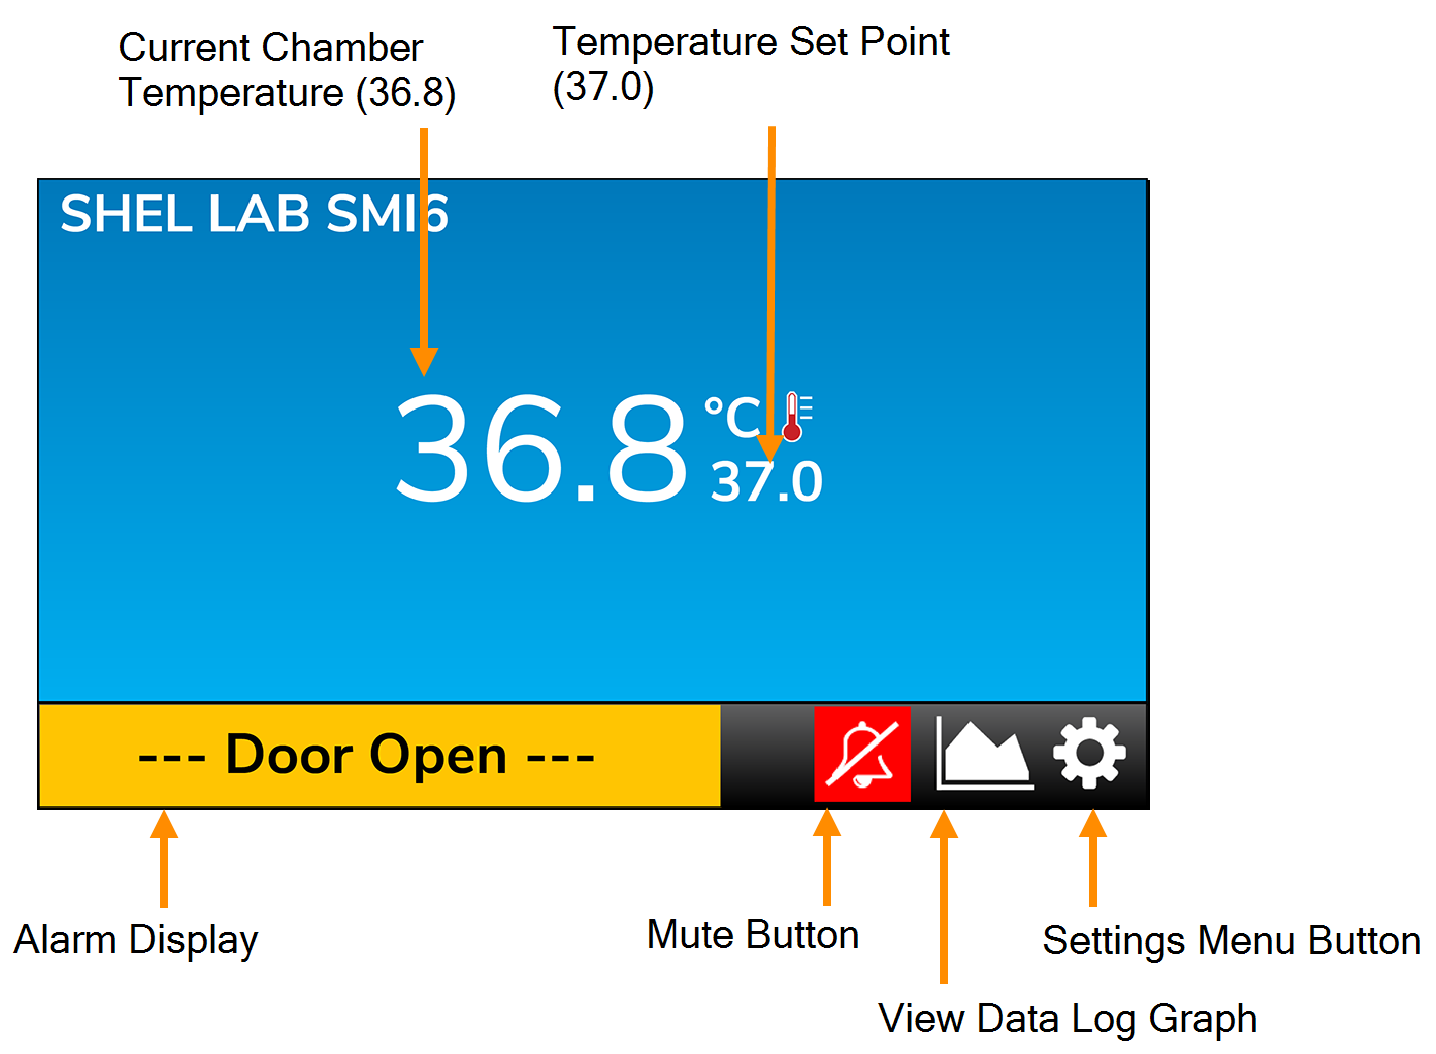 Current Chamber
Temperature (36.8)
Temperature Set Point
(37.0)
SHEL LAB SMI6
36.8 °C
37.0
--- Door Open ---
Alarm Display
Mute Button
Settings Menu Button
View Data Log Graph